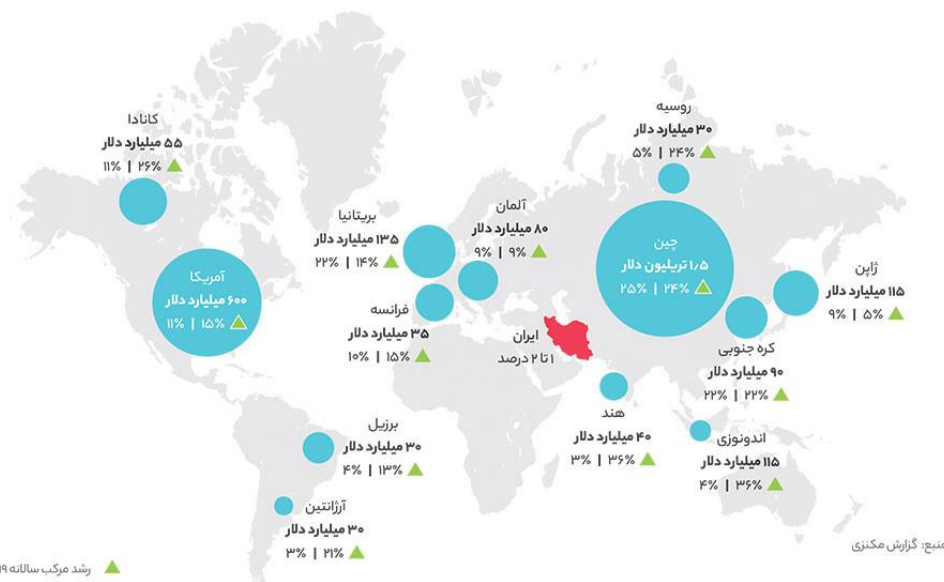 کانادا
۵۵ میلیارد دلار
۱۱% | ۲۶%
آمریکا
۶۰۰ میلیارد دلار
۱۱% | ۱۵%
بریتانیا
۱۳۵ میلیارد دلار
۲۲% | ۱۴%
آلمان
۸۰ میلیارد دلار
۹% | ۹%
فرانسه
۳۵ میلیارد دلار
۱۰% | ۱۵%
روسیه
۳۰ میلیارد دلار
۵% | ۲۴%
چین
۱٫۵ تریلیون دلار
۲۵% | ۲۴%
ژاپن
۱۱۵ میلیارد دلار
۹% | ۵%
کره جنوبی
۹۰ میلیارد دلار
۲۲% | ۲۲%
ایران
۱ تا ۲ درصد
هند
۴۰ میلیارد دلار
۳% | ۳۶%
اندونوزی
۱۱۵ میلیارد دلار
۴% | ۳۶%
برزیل
۳۰ میلیارد دلار
۴% | ۱۳%
آرژانتین
۳۰ میلیارد دلار
۳% | ۲۱%
منبع: گزارش مکنزی
رشد مرکب سالانه